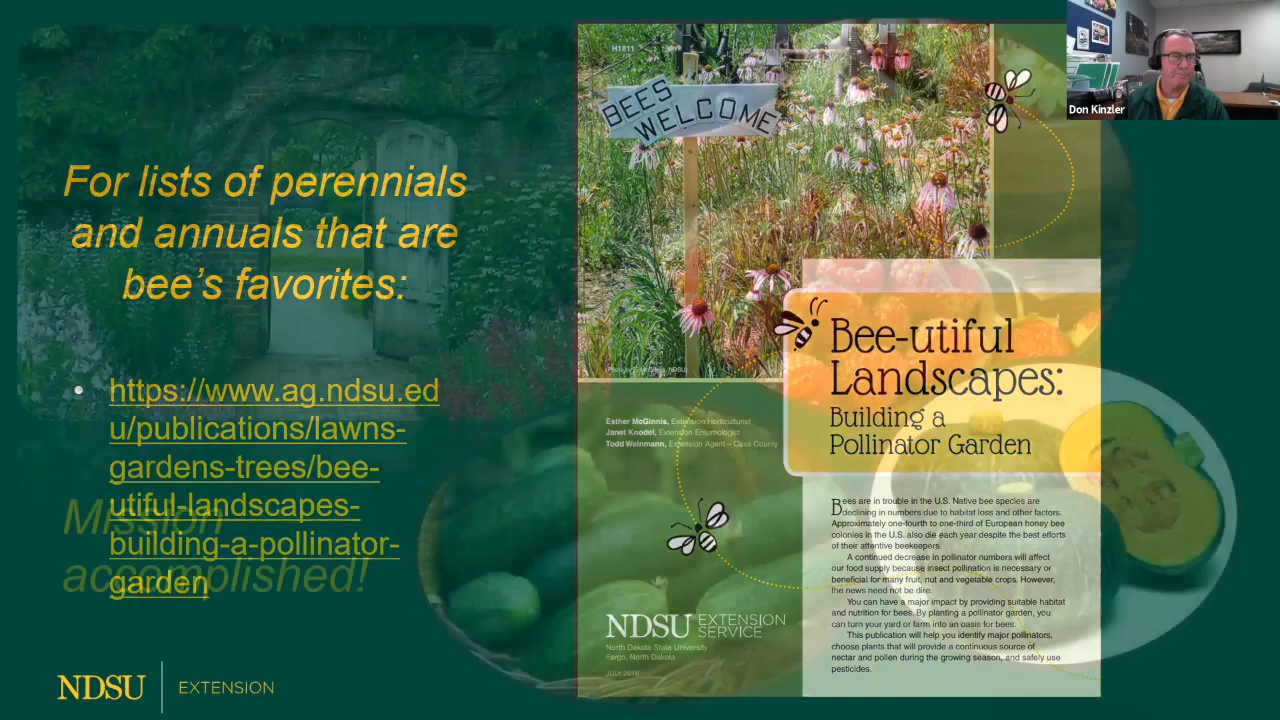 Don Kinzler
For lists of perennials
and annuals that are
bee's favorites:
https://www.ag.ndsu.ed
u/publications/lawns-
gardens-trees/bee-
utiful-landscapes-
building-a-pollinator-
garden
Mission
accomplished!
NDSU EXTENSION
H1811
BEES
WELCOME
(Photo by E. McGinnis, NDSU)
Bee-utiful
Landscapes:
Building a
Pollinator Garden
Esther McGinnis, Extension Horticulturist
Janet Knodel, Extension Entomologist
Todd Weinmann, Extension Agent – Cass County
Bees are in trouble in the U.S. Native bee species are
declining in numbers due to habitat loss and other factors.
Approximately one-fourth to one-third of European honey bee
colonies in the U.S. also die each year despite the best efforts
of their attentive beekeepers.
A continued decrease in pollinator numbers will affect
our food supply because insect pollination is necessary or
beneficial for many fruit, nut and vegetable crops. However,
the news need not be dire.
You can have a major impact by providing suitable habitat
and nutrition for bees. By planting a pollinator garden, you
can turn your yard or farm into an oasis for bees.
This publication will help you identify major pollinators,
choose plants that will provide a continuous source of
nectar and pollen during the growing season, and safely use
pesticides.
NDSU EXTENSION
SERVICE
North Dakota State University
Fargo, North Dakota
JULY 2016